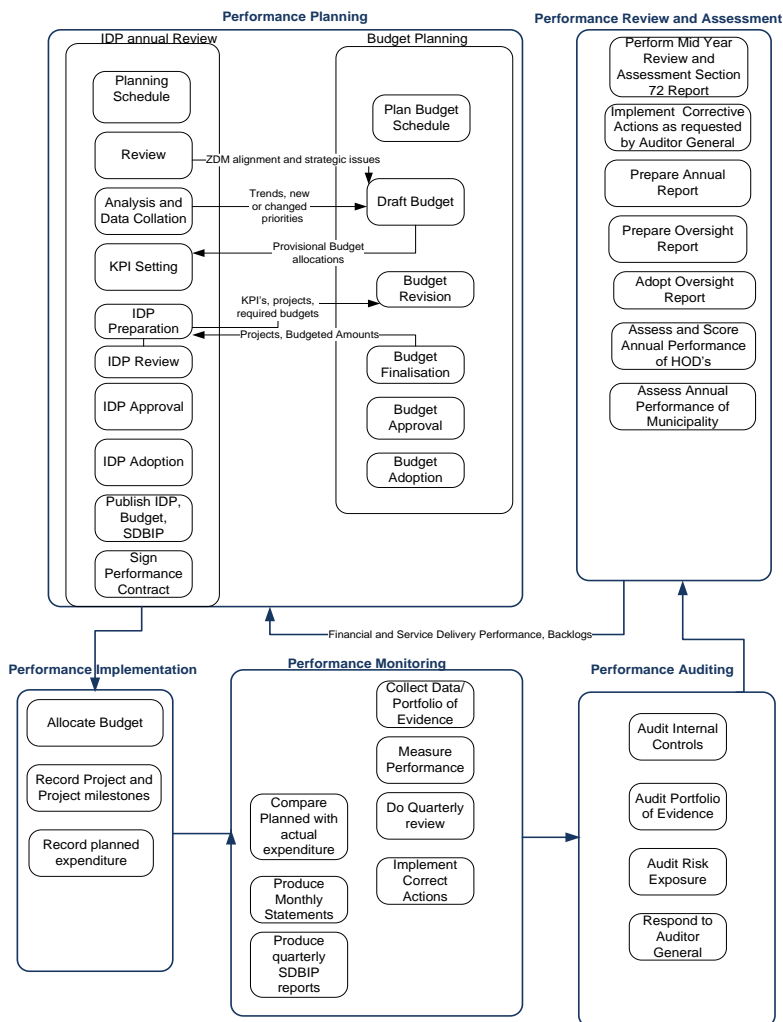 Performance Planning
IDP annual Review
Planning
Schedule
Review
Analysis and
Data Collation
KPI Setting
IDP
Preparation
IDP Review
IDP Approval
IDP Adoption
Publish IDP,
Budget,
SDBIP
Sign
Performance
Contract
ZDM alignment and strategic issues
Trends, new
or changed
priorities
Provisional Budget
allocations
KPI's, projects,
required budgets
Projects, Budgeted Amounts
Budget Planning
Plan Budget
Schedule
Draft Budget
Budget
Revision
Budget
Finalisation
Budget
Approval
Budget
Adoption
Performance Review and Assessment
Perform Mid Year
Review and
Assessment Section
72 Report
Implement Corrective
Actions as requested
by Auditor General
Prepare Annual
Report
Prepare Oversight
Report
Adopt Oversight
Report
Assess and Score
Annual Performance
of HOD's
Assess Annual
Performance of
Municipality
Financial and Service Delivery Performance, Backlogs
Performance Implementation
Allocate Budget
Record Project and
Project milestones
Record planned
expenditure
Performance Monitoring
Compare
Planned with
actual
expenditure
Produce
Monthly
Statements
Produce
quarterly
SDBIP
reports
Collect Data/
Portfolio of
Evidence
Measure
Performance
Do Quarterly
review
Implement
Correct
Actions
Performance Auditing
Audit Internal
Controls
Audit Portfolio
of Evidence
Audit Risk
Exposure
Respond to
Auditor
General